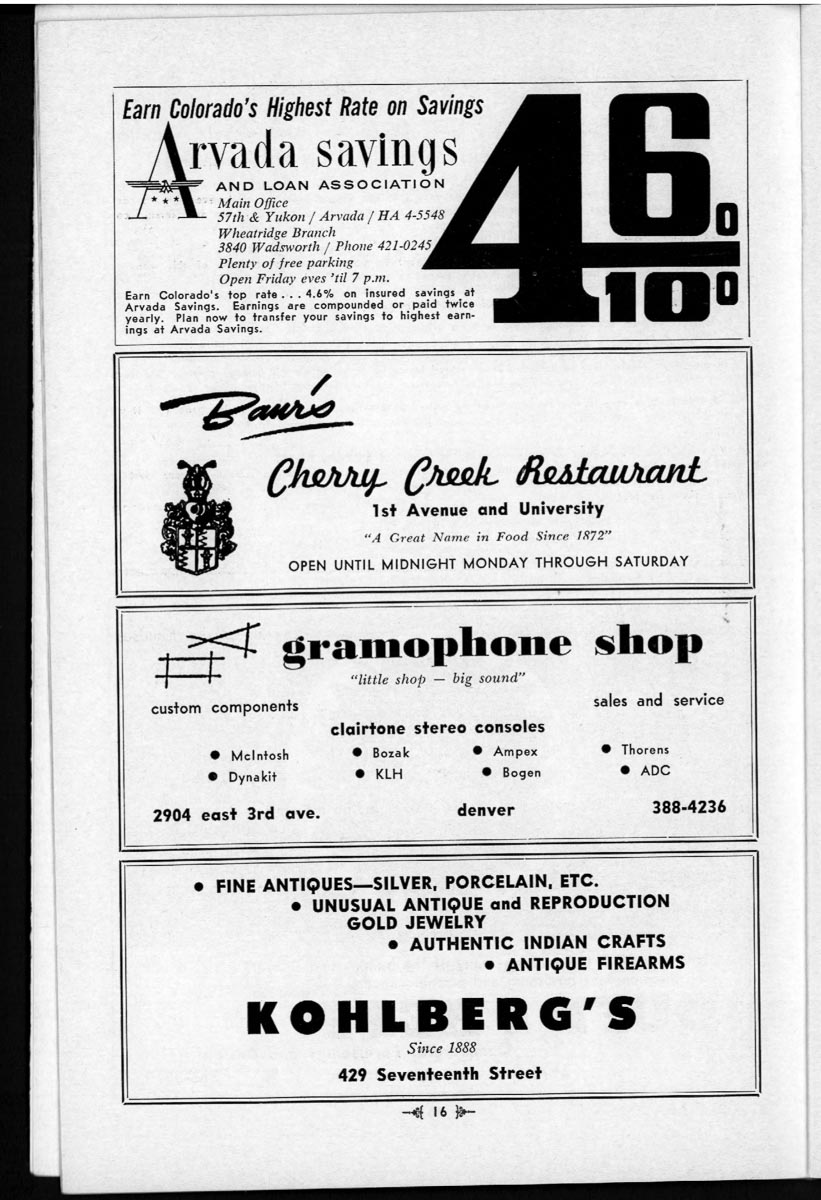 Earn Colorado's Highest Rate on Savings
Arvada savings
AND LOAN ASSOCIATION
Main Office
57th & Yukon / Arvada / HA 4-5548
Wheatridge Branch
3840 Wadsworth / Phone 421-0245
Plenty of free parking
Open Friday eves 'til 7 p.m.
Earn Colorado's top rate . . . 4.6% on insured savings at
Arvada Savings. Earnings are compounded or paid twice
yearly. Plan now to transfer your savings to highest earn-
ings at Arvada Savings.
4 6/10 %
Baur's
Cherry Creek Restaurant
1st Avenue and University
"A Great Name in Food Since 1872"
OPEN UNTIL MIDNIGHT MONDAY THROUGH SATURDAY
gramophone shop
"little shop — big sound"
custom components
sales and service
clairtone stereo consoles
• McIntosh • Bozak • Ampex • Thorens
• Dynakit • KLH • Bogen • ADC
2904 east 3rd ave. denver 388-4236
• FINE ANTIQUES—SILVER, PORCELAIN, ETC.
• UNUSUAL ANTIQUE and REPRODUCTION
GOLD JEWELRY
• AUTHENTIC INDIAN CRAFTS
• ANTIQUE FIREARMS
KOHLBERG'S
Since 1888
429 Seventeenth Street
16